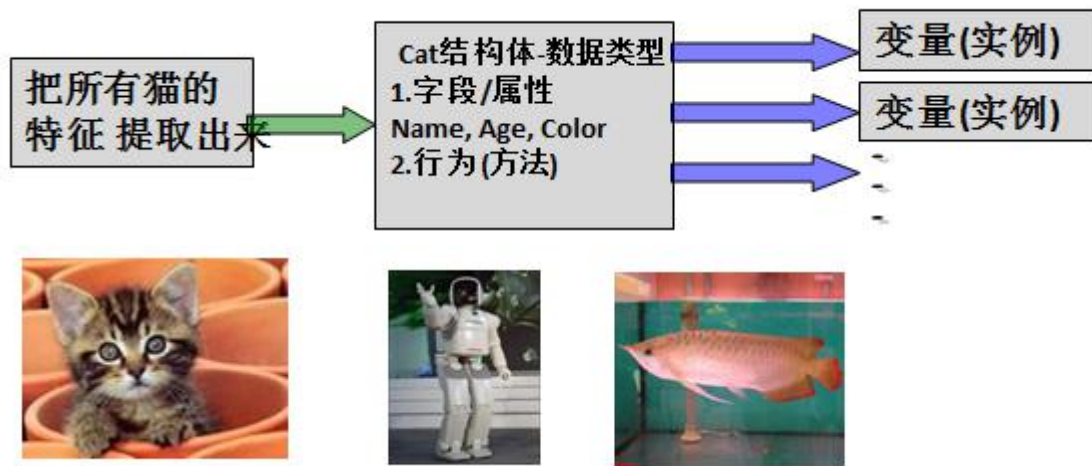 把所有猫的
特征 提取出来
Cat结构体-数据类型
1.字段/属性
Name, Age, Color
2.行为(方法)
变量(实例)
变量(实例)